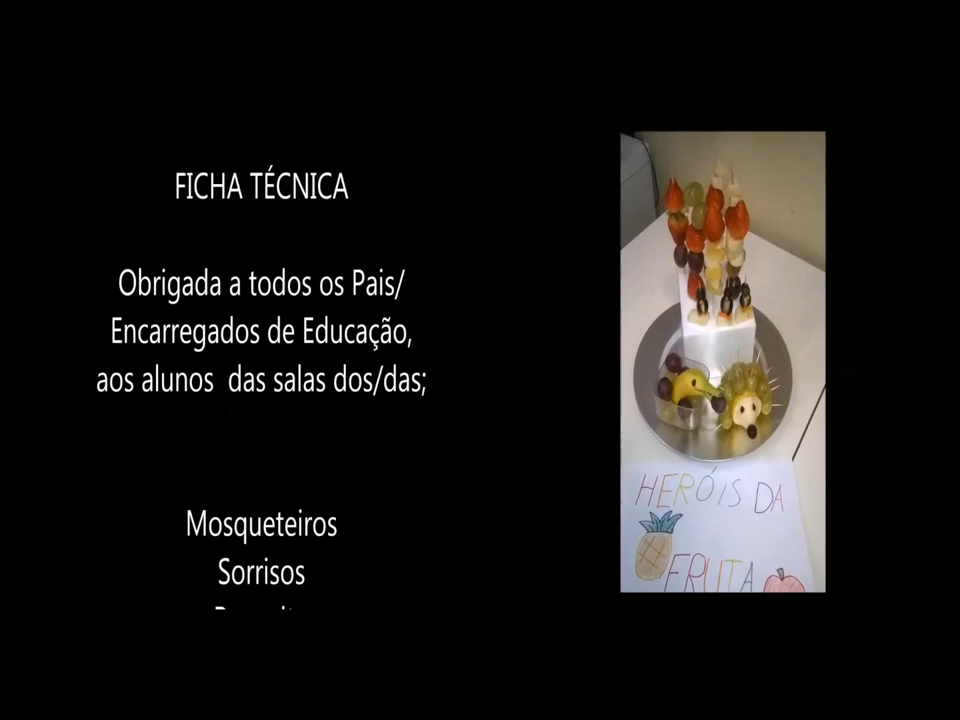 FICHA TÉCNICA
Obrigada a todos os Pais/
Encarregados de Educação,
aos alunos das salas dos/das;
Mosqueteiros
Sorrisos
HERÓIS DA
FRUTA